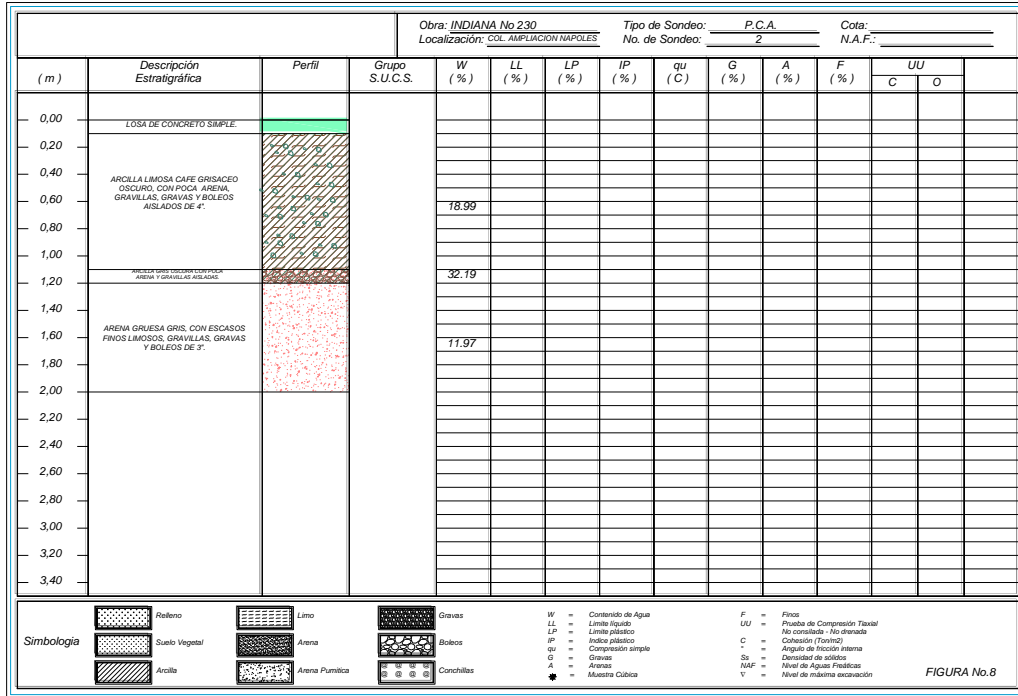 Obra: INDIANA No 230 Tipo de Sondeo: P.C.A. Cota:
Localización: COL. AMPLIACION NAPOLES No. de Sondeo: 2 N.A.F.:
( m ) Descripción Estratigráfica Perfil Grupo S.U.C.S. W ( % ) LL ( % ) LP ( % ) IP ( % ) qu ( C ) G ( % ) A ( % ) F ( % ) UU C O
0,00
LOSA DE CONCRETO SIMPLE.
0,20
0,40
ARCILLA LIMOSA CAFE GRISACEO
OSCURO, CON POCA ARENA,
GRAVILLAS, GRAVAS Y BOLEOS
AISLADOS DE 4".
0,60 18.99
0,80
1,00
ARCILLA GRIS OSCURA CON POCA
ARENA Y GRAVILLAS AISLADAS.
32.19
1,20
1,40
ARENA GRUESA GRIS, CON ESCASOS
FINOS LIMOSOS, GRAVILLAS, GRAVAS
Y BOLEOS DE 3".
1,60 11.97
1,80
2,00
2,20
2,40
2,60
2,80
3,00
3,20
3,40
Simbologia
Relleno
Suelo Vegetal
Arcilla
Limo
Arena
Arena Pumitica
Gravas
Boleos
Conchillas
W = Contenido de Agua
LL = Limite líquido
LP = Limite plástico
IP = Indice plástico
qu = Compresión simple
G = Gravas
A = Arenas
= Muestra Cúbica
F = Finos
UU = Prueba de Compresión Tiaxial
No consilada - No drenada
C = Cohesión (Ton/m2)
" = Angulo de fricción interna
Ss = Densidad de sólidos
NAF = Nivel de Aguas Freáticas
∇ = Nivel de máxima excavación
FIGURA No.8